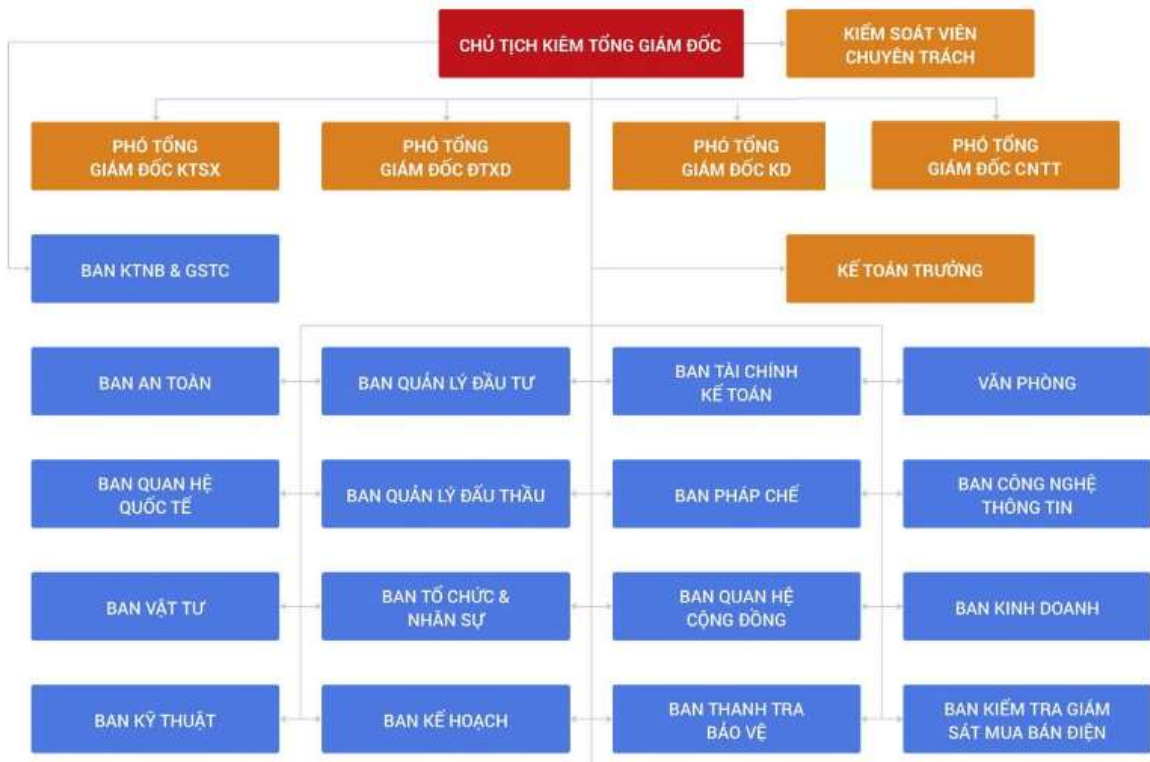 CHỦ TỊCH KIÊM TỔNG GIÁM ĐỐC
KIỂM SOÁT VIÊN
CHUYÊN TRÁCH
PHÓ TỔNG
GIÁM ĐỐC KTSX
PHÓ TỔNG
GIÁM ĐỐC ĐTXD
PHÓ TỔNG
GIÁM ĐỐC KD
PHÓ TỔNG
GIÁM ĐỐC CNTT
BAN KTNB & GSTC
KẾ TOÁN TRƯỞNG
BAN AN TOÀN
BAN QUẢN LÝ ĐẦU TƯ
BAN TÀI CHÍNH
KẾ TOÁN
VĂN PHÒNG
BAN QUAN HỆ
QUỐC TẾ
BAN QUẢN LÝ ĐẤU THẦU
BAN PHÁP CHẾ
BAN CÔNG NGHỆ
THÔNG TIN
BAN VẬT TƯ
BAN TỔ CHỨC &
NHÂN SỰ
BAN QUAN HỆ
CỘNG ĐỒNG
BAN KINH DOANH
BAN KỸ THUẬT
BAN KẾ HOẠCH
BAN THANH TRA
BẢO VỆ
BAN KIỂM TRA GIÁM
SÁT MUA BÁN ĐIỆN